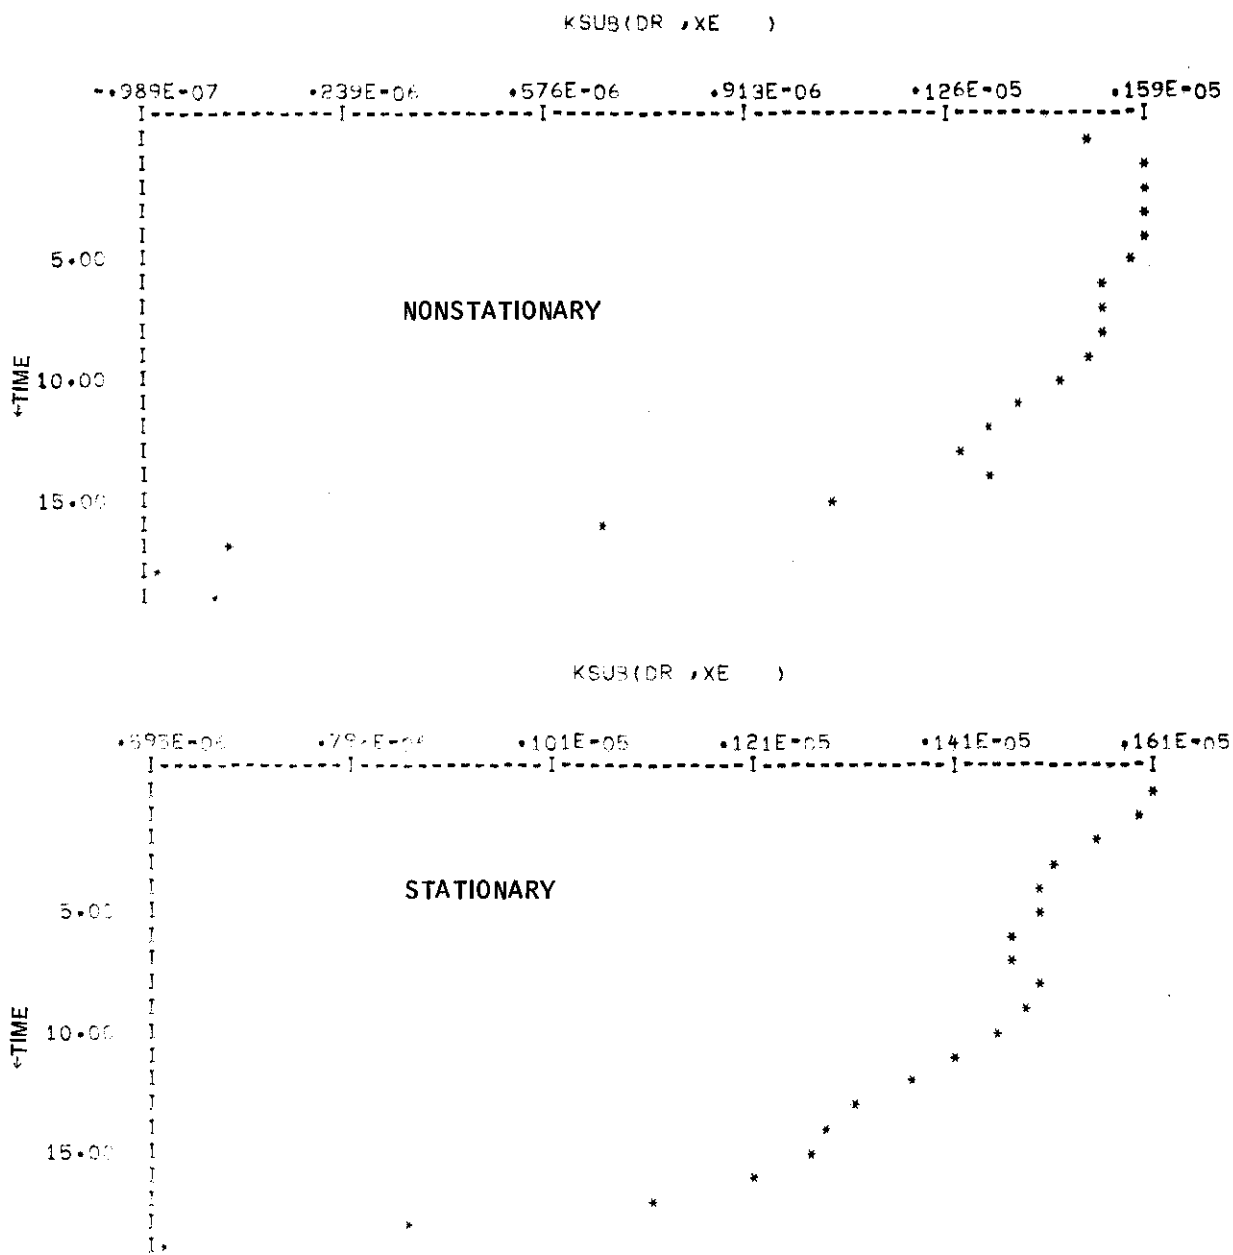 KSUB(DR ,XE )
-.989E-07 .239E-06 .576E-06 .913E-06 .126E-05 .159E-05
5.00
NONSTATIONARY
←TIME
10.00
15.00
KSUB(DR ,XE )
.101E-05 .121E-05 .141E-05 .161E-05
STATIONARY
5.00
←TIME
10.00
15.00